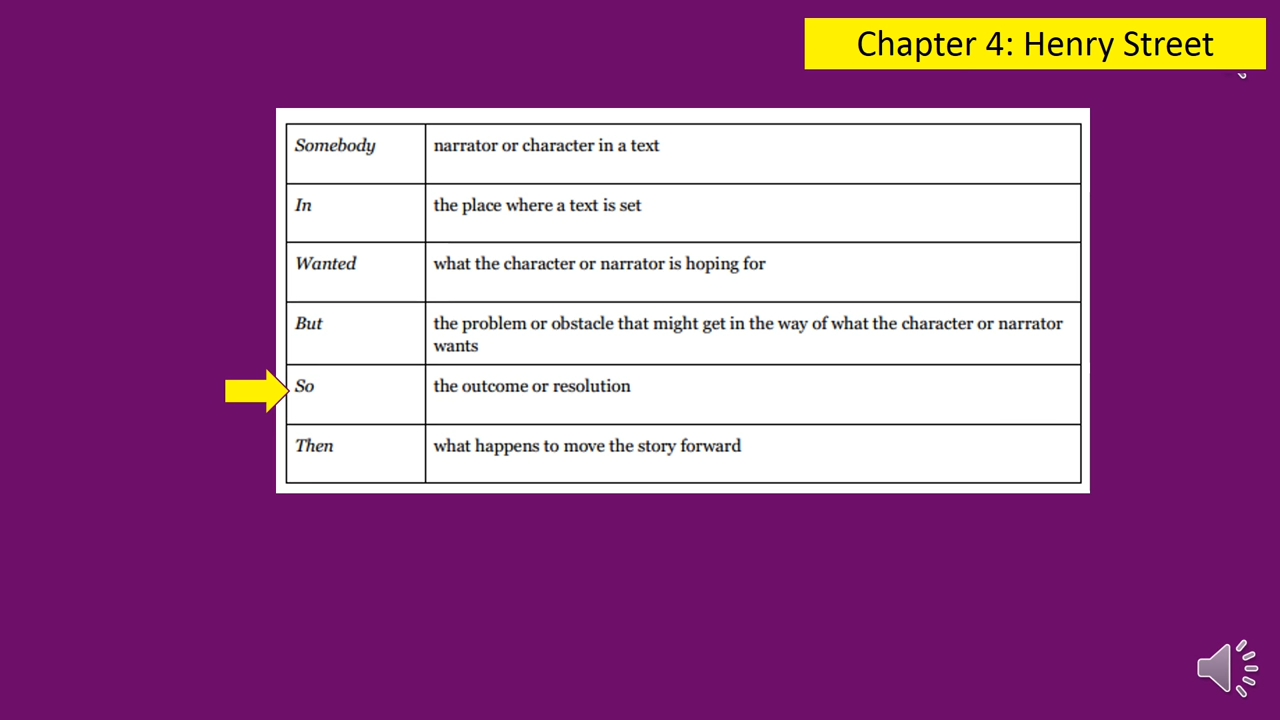 Chapter 4: Henry Street
Somebody narrator or character in a text
In the place where a text is set
Wanted what the character or narrator is hoping for
But the problem or obstacle that might get in the way of what the character or narrator
wants
So the outcome or resolution
Then what happens to move the story forward